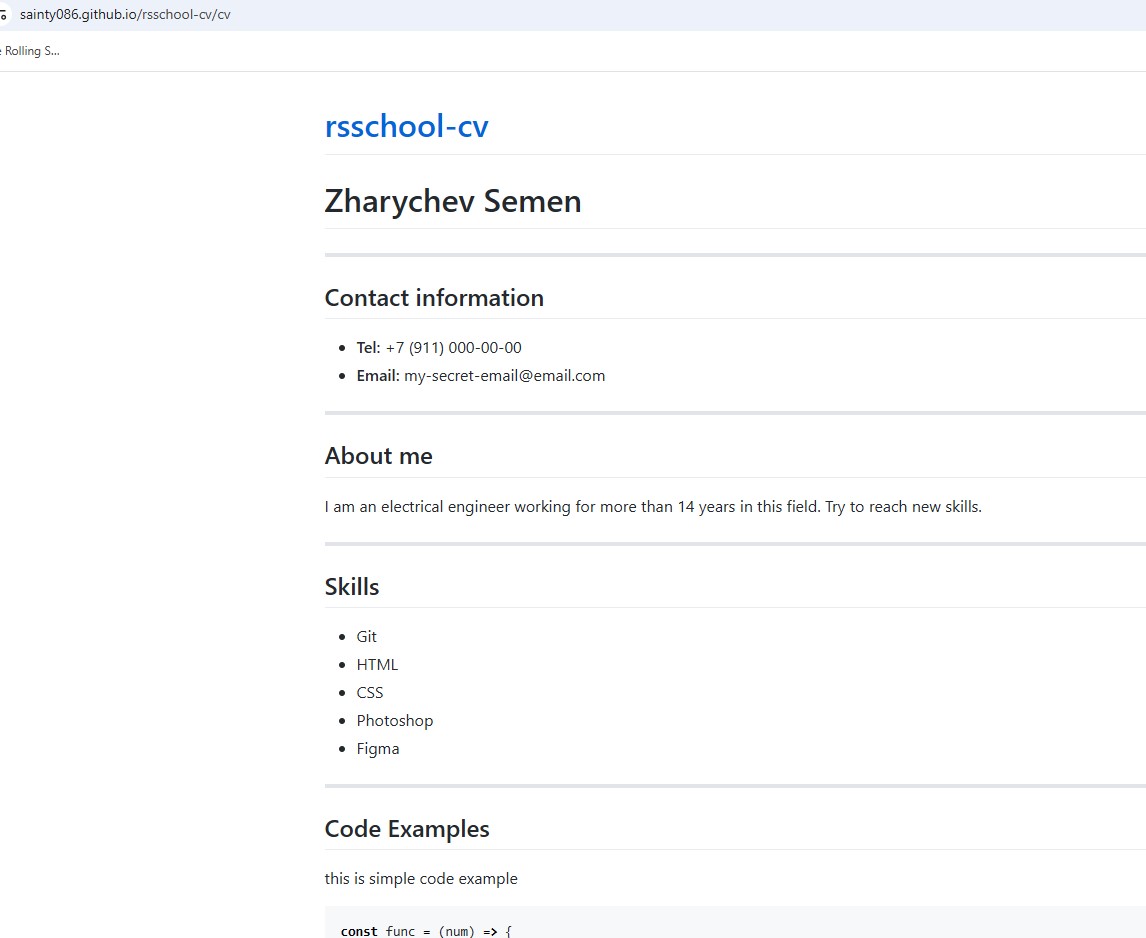 sainty086.github.io/rsschool-cv/cv
Rolling S...
rsschool-cv
Zharychev Semen
Contact information
Tel: +7 (911) 000-00-00
Email: my-secret-email@email.com
About me
I am an electrical engineer working for more than 14 years in this field. Try to reach new skills.
Skills
Git
HTML
CSS
Photoshop
Figma
Code Examples
this is simple code example
const func = (num) => {